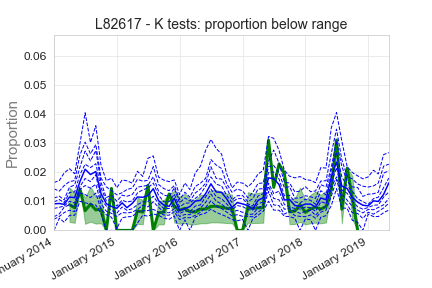 L82617 - K tests: proportion below range
Proportion
0.06
0.05
0.04
0.03
0.02
0.01
0.00
2014
January 2015
January 2016
January 2017
January 2018
January 2019